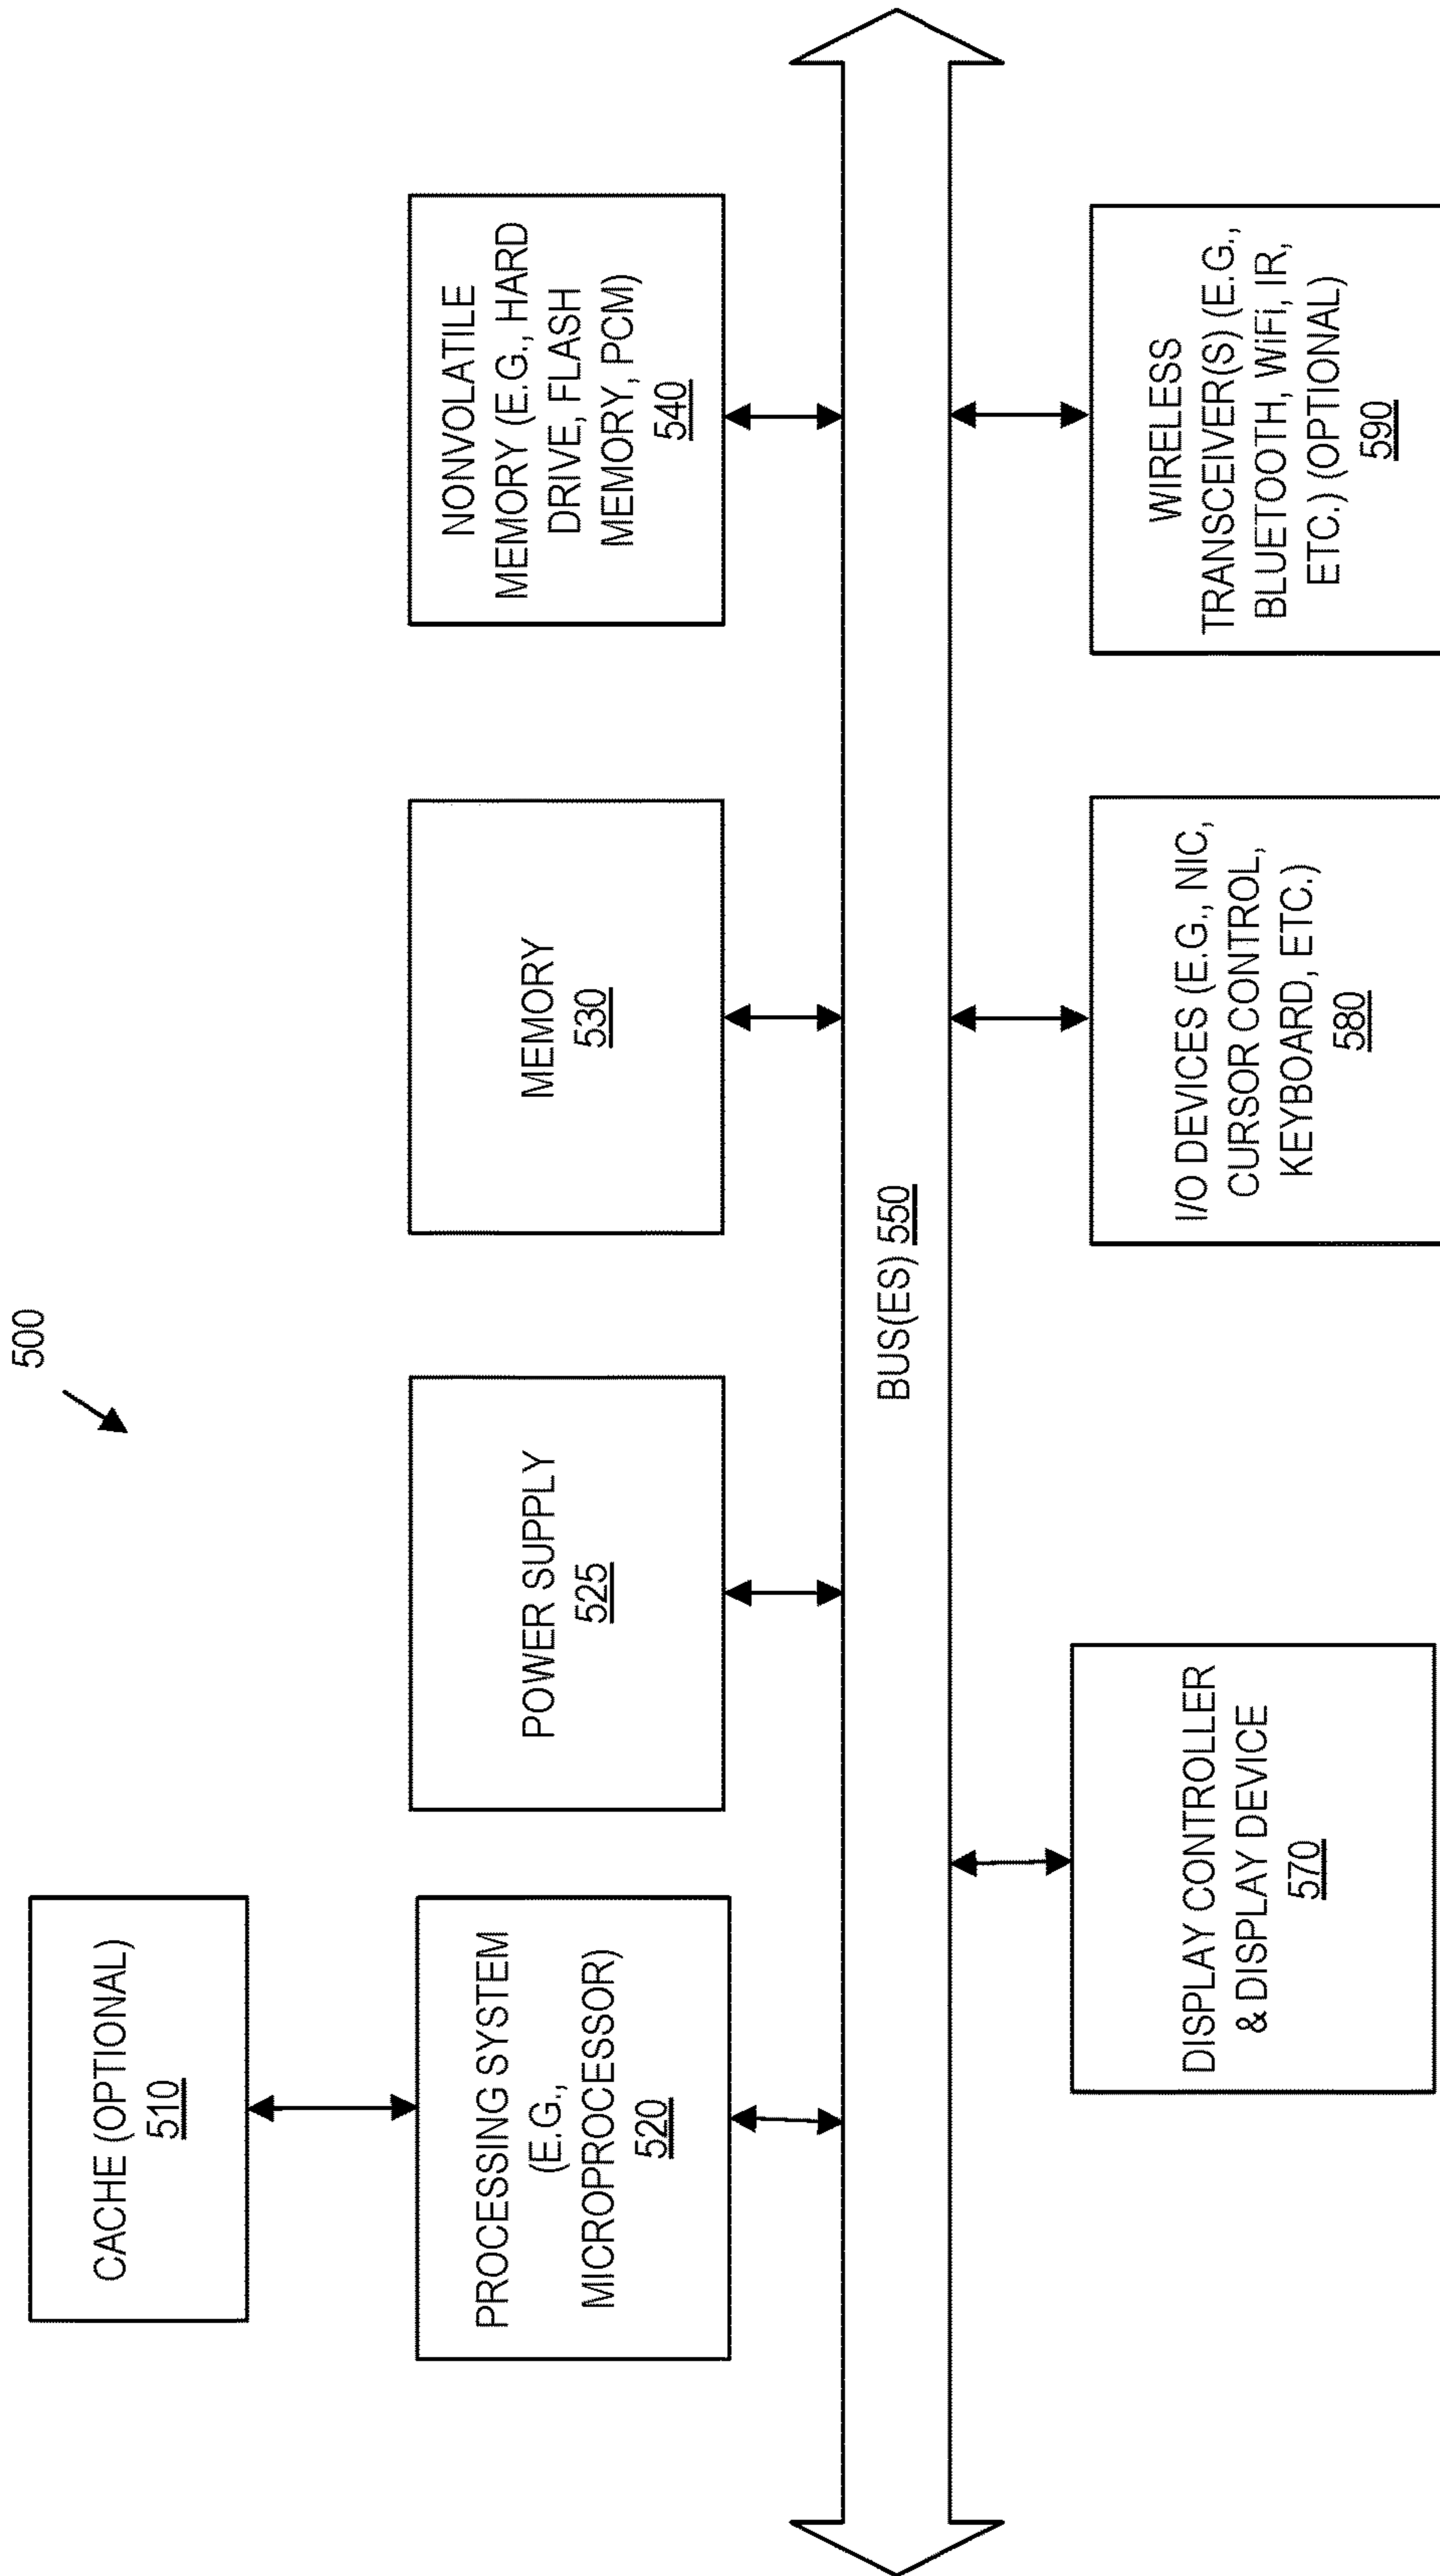 500
CACHE (OPTIONAL)
510
PROCESSING SYSTEM
(E.G.,
MICROPROCESSOR)
520
POWER SUPPLY
525
MEMORY
530
NONVOLATILE
MEMORY (E.G., HARD
DRIVE, FLASH
MEMORY, PCM)
540
BUS(ES) 550
DISPLAY CONTROLLER
& DISPLAY DEVICE
570
I/O DEVICES (E.G., NIC,
CURSOR CONTROL,
KEYBOARD, ETC.)
580
WIRELESS
TRANSCEIVER(S) (E.G.,
BLUETOOTH, WiFi, IR,
ETC.) (OPTIONAL)
590